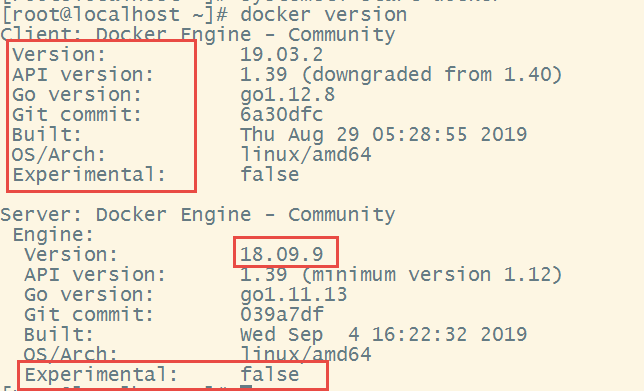 [root@localhost ~]# docker version
Client: Docker Engine - Community
Version: 19.03.2
API version: 1.39 (downgraded from 1.40)
Go version: go1.12.8
Git commit: 6a30dfc
Built: Thu Aug 29 05:28:55 2019
OS/Arch: linux/amd64
Experimental: false
Server: Docker Engine - Community
Engine:
Version: 18.09.9
API version: 1.39 (minimum version 1.12)
Go version: go1.11.13
Git commit: 039a7df
Built: Wed Sep  4 16:22:32 2019
OS/Arch: linux/amd64
Experimental: false